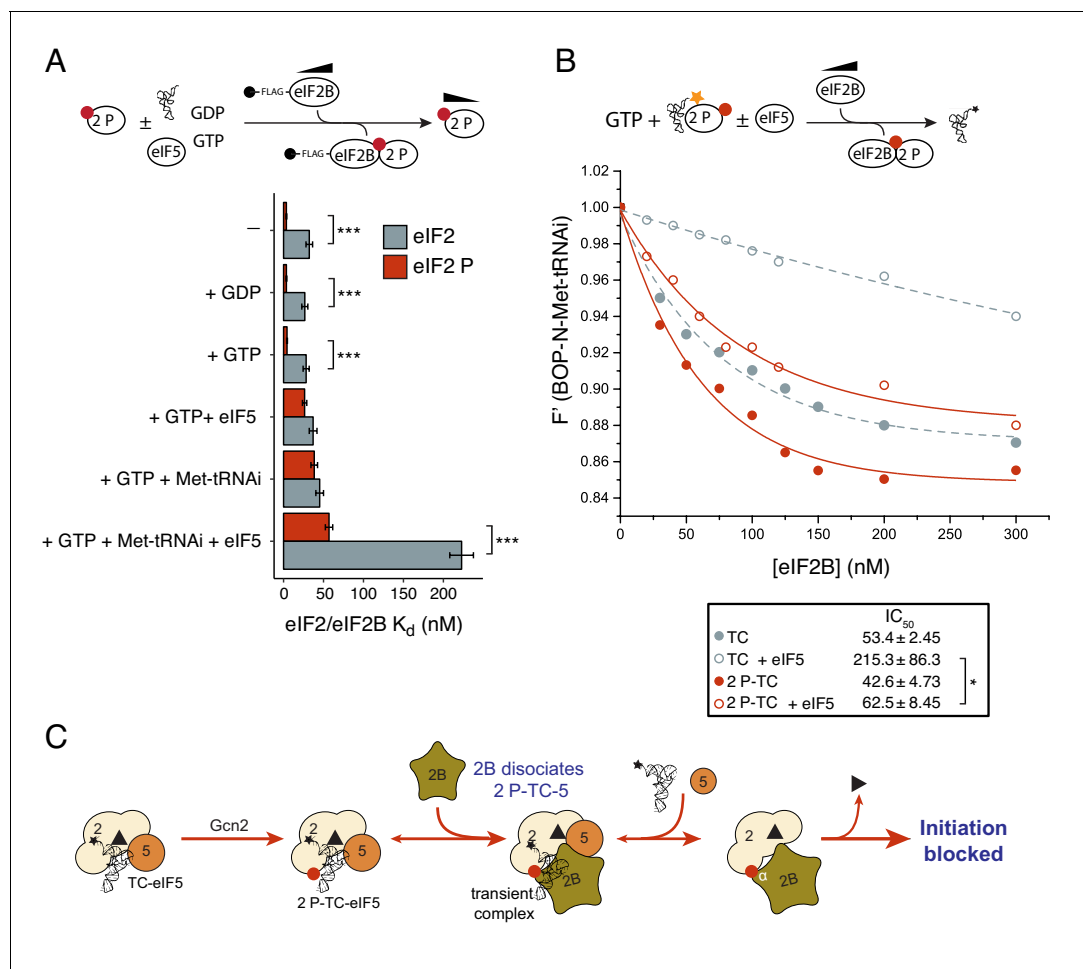 A
2 P
±
eIF5
GDP
GTP
FLAG
eIF2B
FLAG
eIF2B
2 P
2 P
–
+ GDP
+ GTP
+ GTP+ eIF5
+ GTP + Met-tRNAi
+ GTP + Met-tRNAi + eIF5
***
***
***
***
eIF2
eIF2 P
0 50 100 150 200
eIF2/eIF2B Kd (nM)
B
GTP +
2 P
± eIF5
eIF2B
eIF2B
2 P
F' (BOP-N-Met-tRNAi)
1.00
0.98
0.96
0.94
0.92
0.90
0.88
0.86
0.84
0 50 100 150 200 250 300
[eIF2B] (nM)
IC50
TC 53.4 ± 2.45
TC + eIF5 215.3 ± 86.3
2 P-TC 42.6 ± 4.73
2 P-TC + eIF5 62.5 ± 8.45
*
C
2
5
TC-eIF5
Gcn2
2
5
2 P-TC-eIF5
2B
2B disociates
2 P-TC-5
2
5
2B
transient
complex
5
2
α
2B
Initiation
blocked